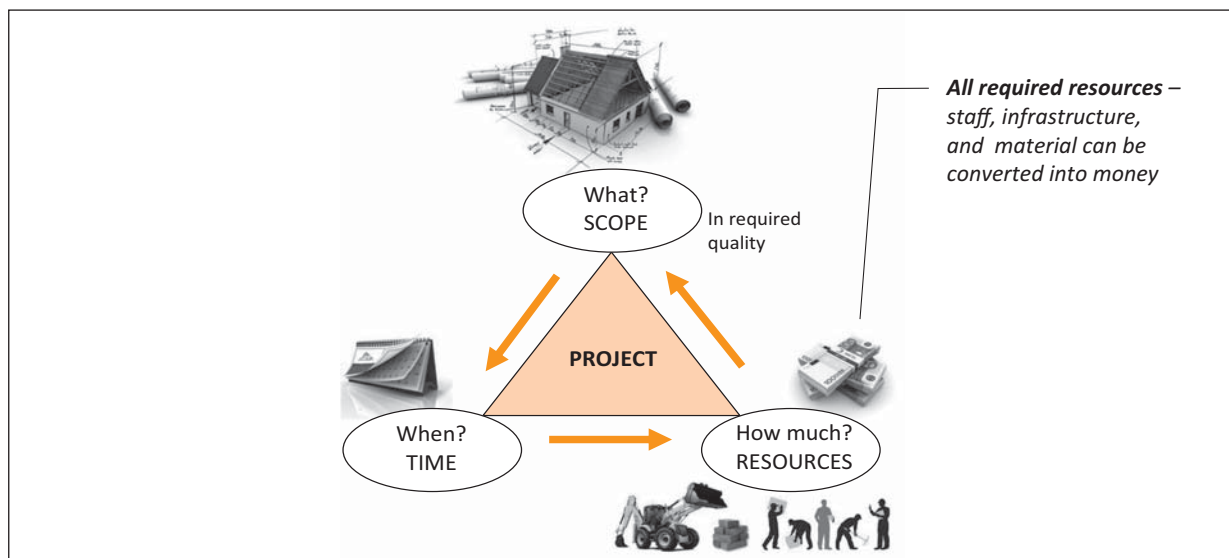 All required resources –
staff, infrastructure,
and material can be
converted into money
What?
SCOPE
In required
quality
PROJECT
When?
TIME
How much?
RESOURCES